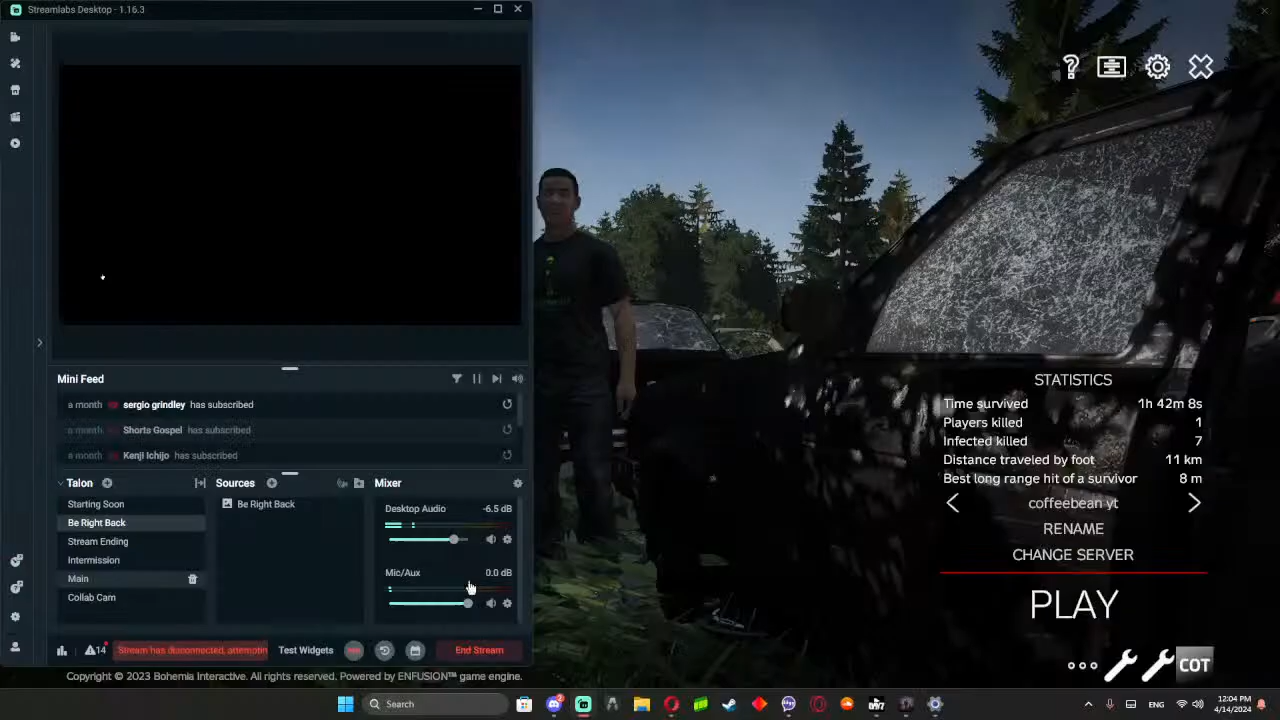 Streamlabs Desktop - 1.16.3
Mini Feed
a month sergio grindley has subscribed
a month Shorts Gospel has subscribed
a month Kenji Ichijo has subscribed
Talon
Starting Soon
Be Right Back
Stream Ending
Intermission
Main
Collab Cam
Sources
Be Right Back
Mixer
Desktop Audio -6.5 dB
Mic/Aux 0.0 dB
14 Stream has disconnected, attemptin Test Widgets End Stream
Copyright © 2023 Bohemia Interactive. All rights reserved. Powered by ENFUSION™ game engine.
STATISTICS
Time survived 1h 42m 8s
Players killed 1
Infected killed 7
Distance traveled by foot 11 km
Best long range hit of a survivor 8 m
coffeebean yt
RENAME
CHANGE SERVER
PLAY
COT
Search
ENG
12:04 PM
4/14/2024